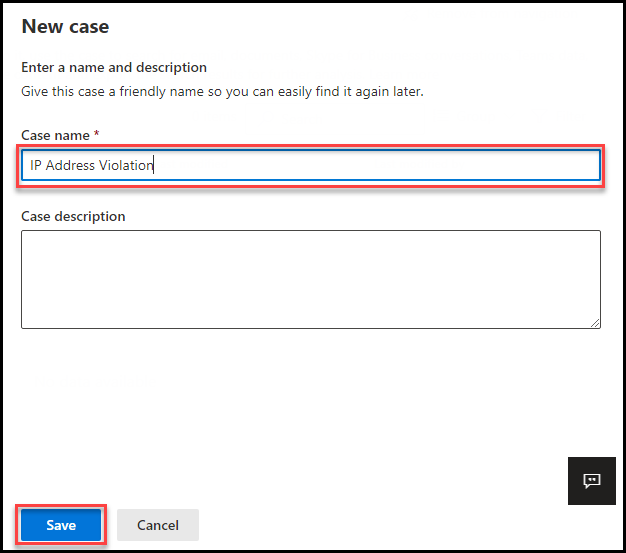 New case
Enter a name and description
Give this case a friendly name so you can easily find it again later.
Case name *
IP Address Violation
Case description
Save
Cancel